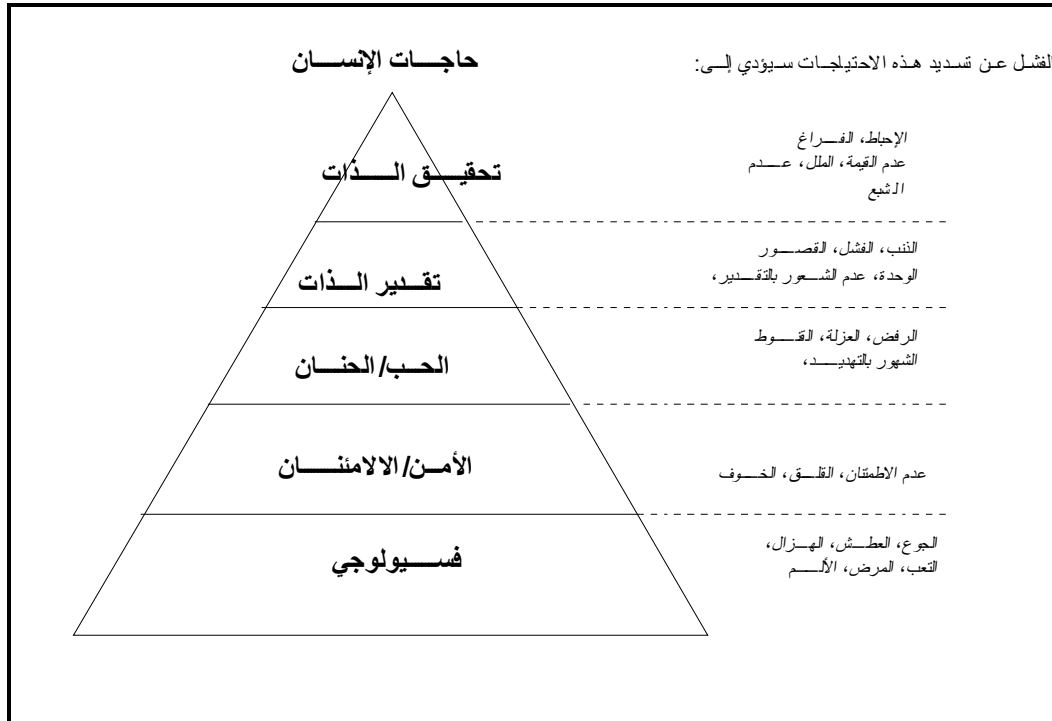 حاجات الإنسان
الفشل عن تسديد هذه الاحتياجات سيؤدي إلى:
تحقيق الذات
الإحباط، الفراغ
عدم القيمة، الملل، عدم
الشبع
تقدير الذات
الذنب، الفشل، القصور
الوحدة، عدم الشعور بالتقدير،
الحب/الحنان
الرفض، العزلة، القنوط
الشهور بالتهديد،
الأمن/الالامئنان
عدم الاطمئنان، القلق، الخوف
فسيولوجي
الجوع، العطش، الهزال،
التعب، المرض، الألم